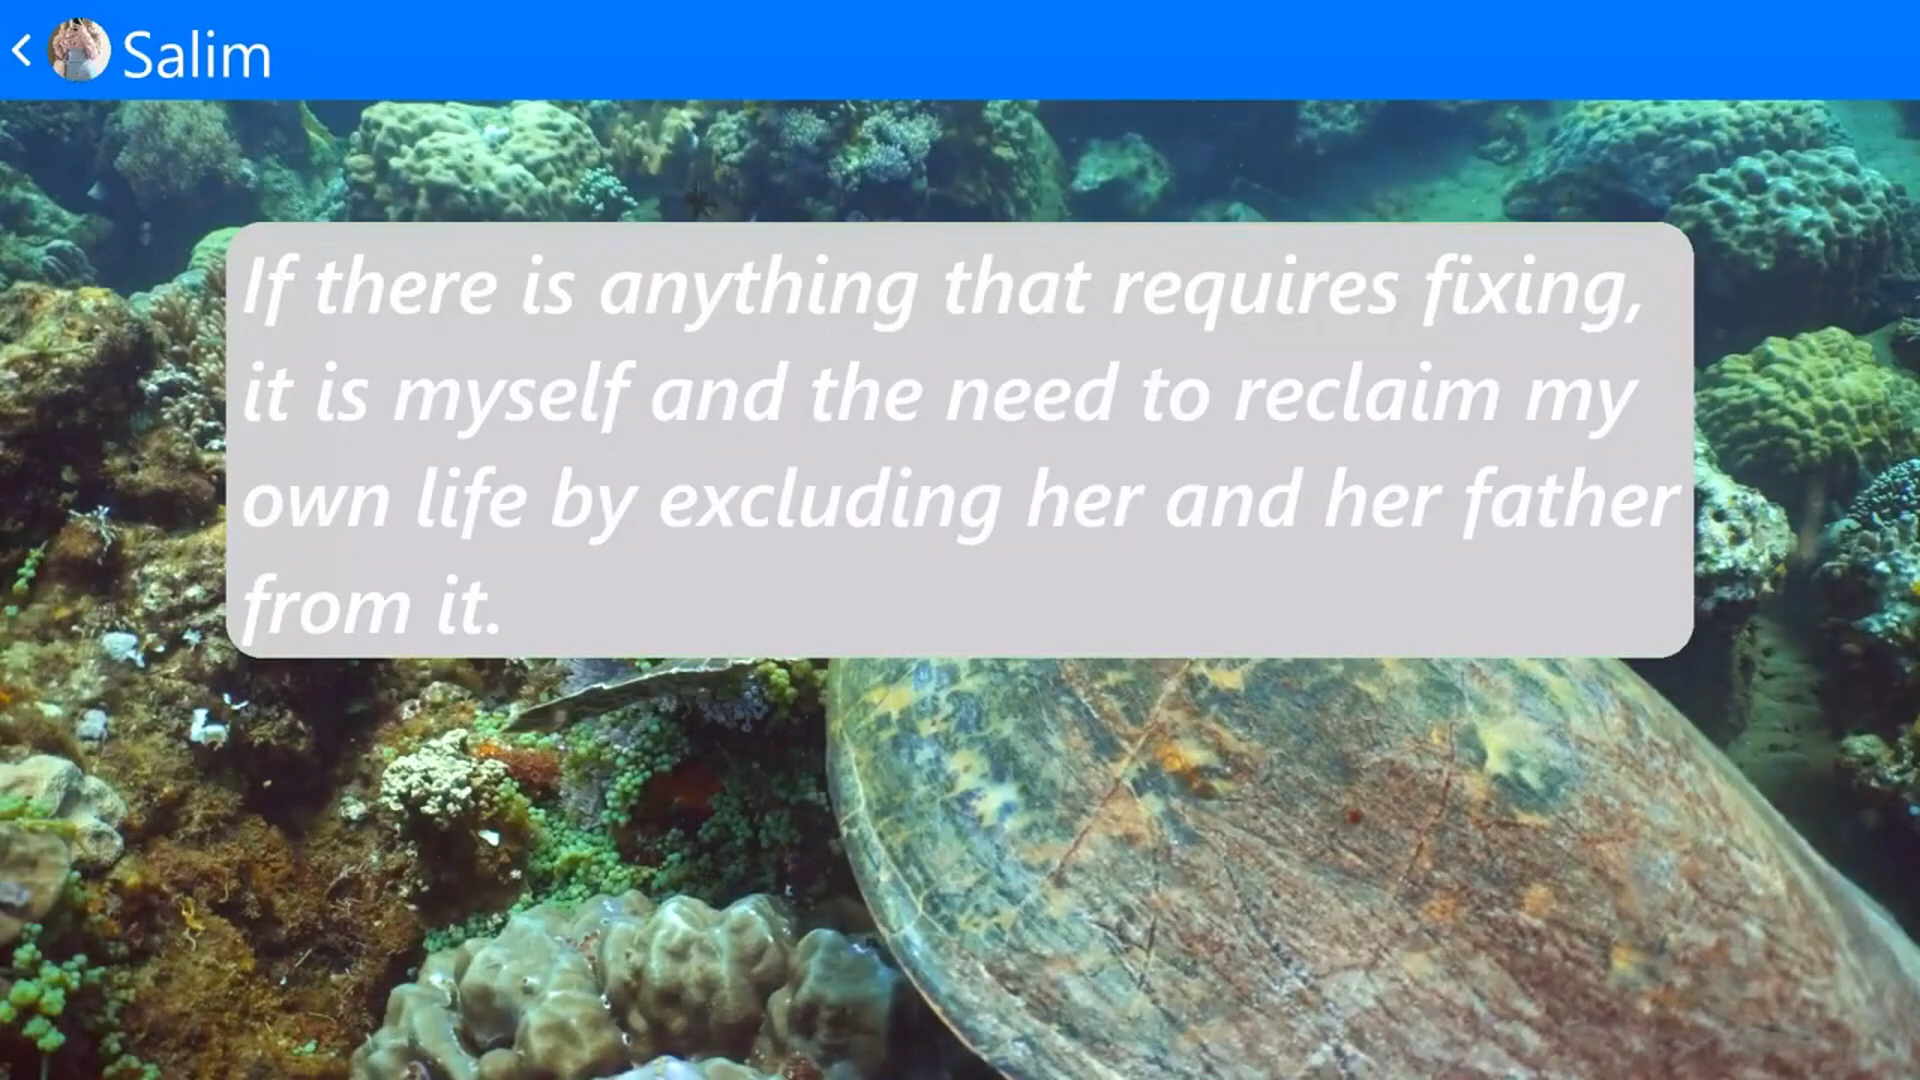 Salim
If there is anything that requires fixing,
it is myself and the need to reclaim my
own life by excluding her and her father
from it.